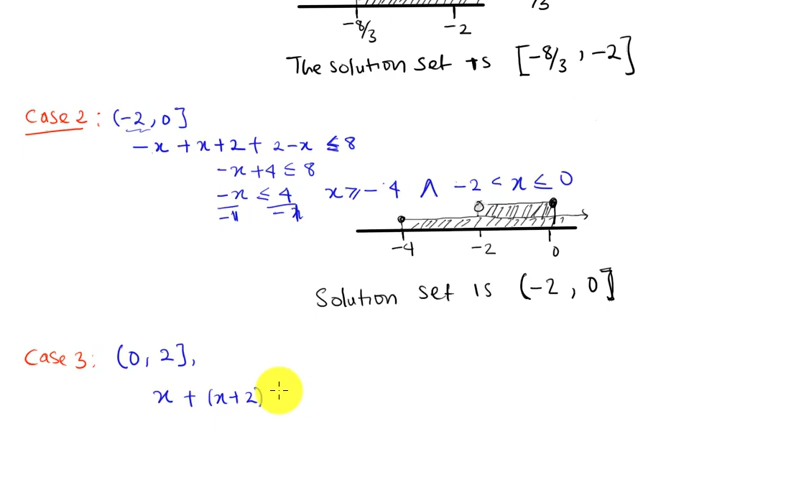 -8/3 -2
The solution set is [-8/3, -2]
Case 2: (-2, 0]
-x + x + 2 + 2 - x ≤ 8
-x + 4 ≤ 8
-x ≤ 4 x ≥ -4 ∧ -2 < x ≤ 0
-1 -1
-4 -2 0
Solution set is (-2, 0]
Case 3: (0, 2],
x + (x+2)